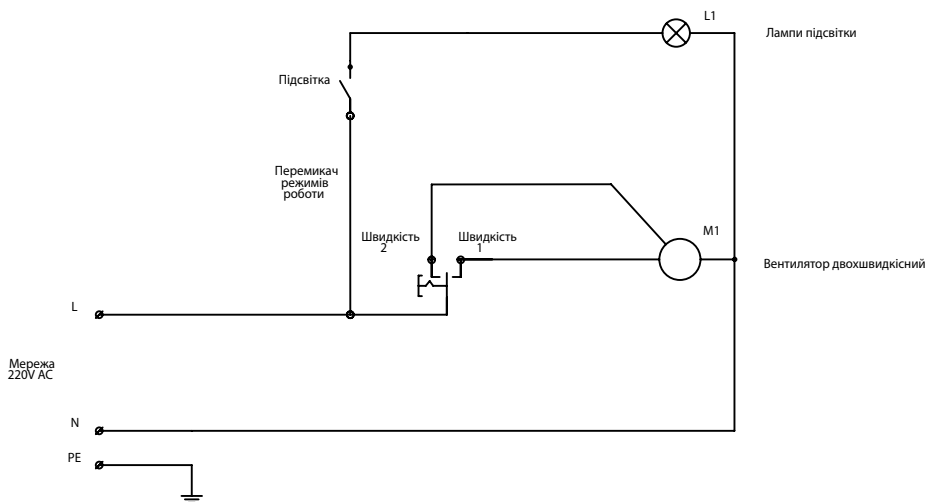 L1
Лампи підсвітки
Підсвітка
Перемикач
режимів
роботи
Швидкість
2
Швидкість
1
M1
Вентилятор двохшвидкісний
L
Мережа
220V AC
N
PE